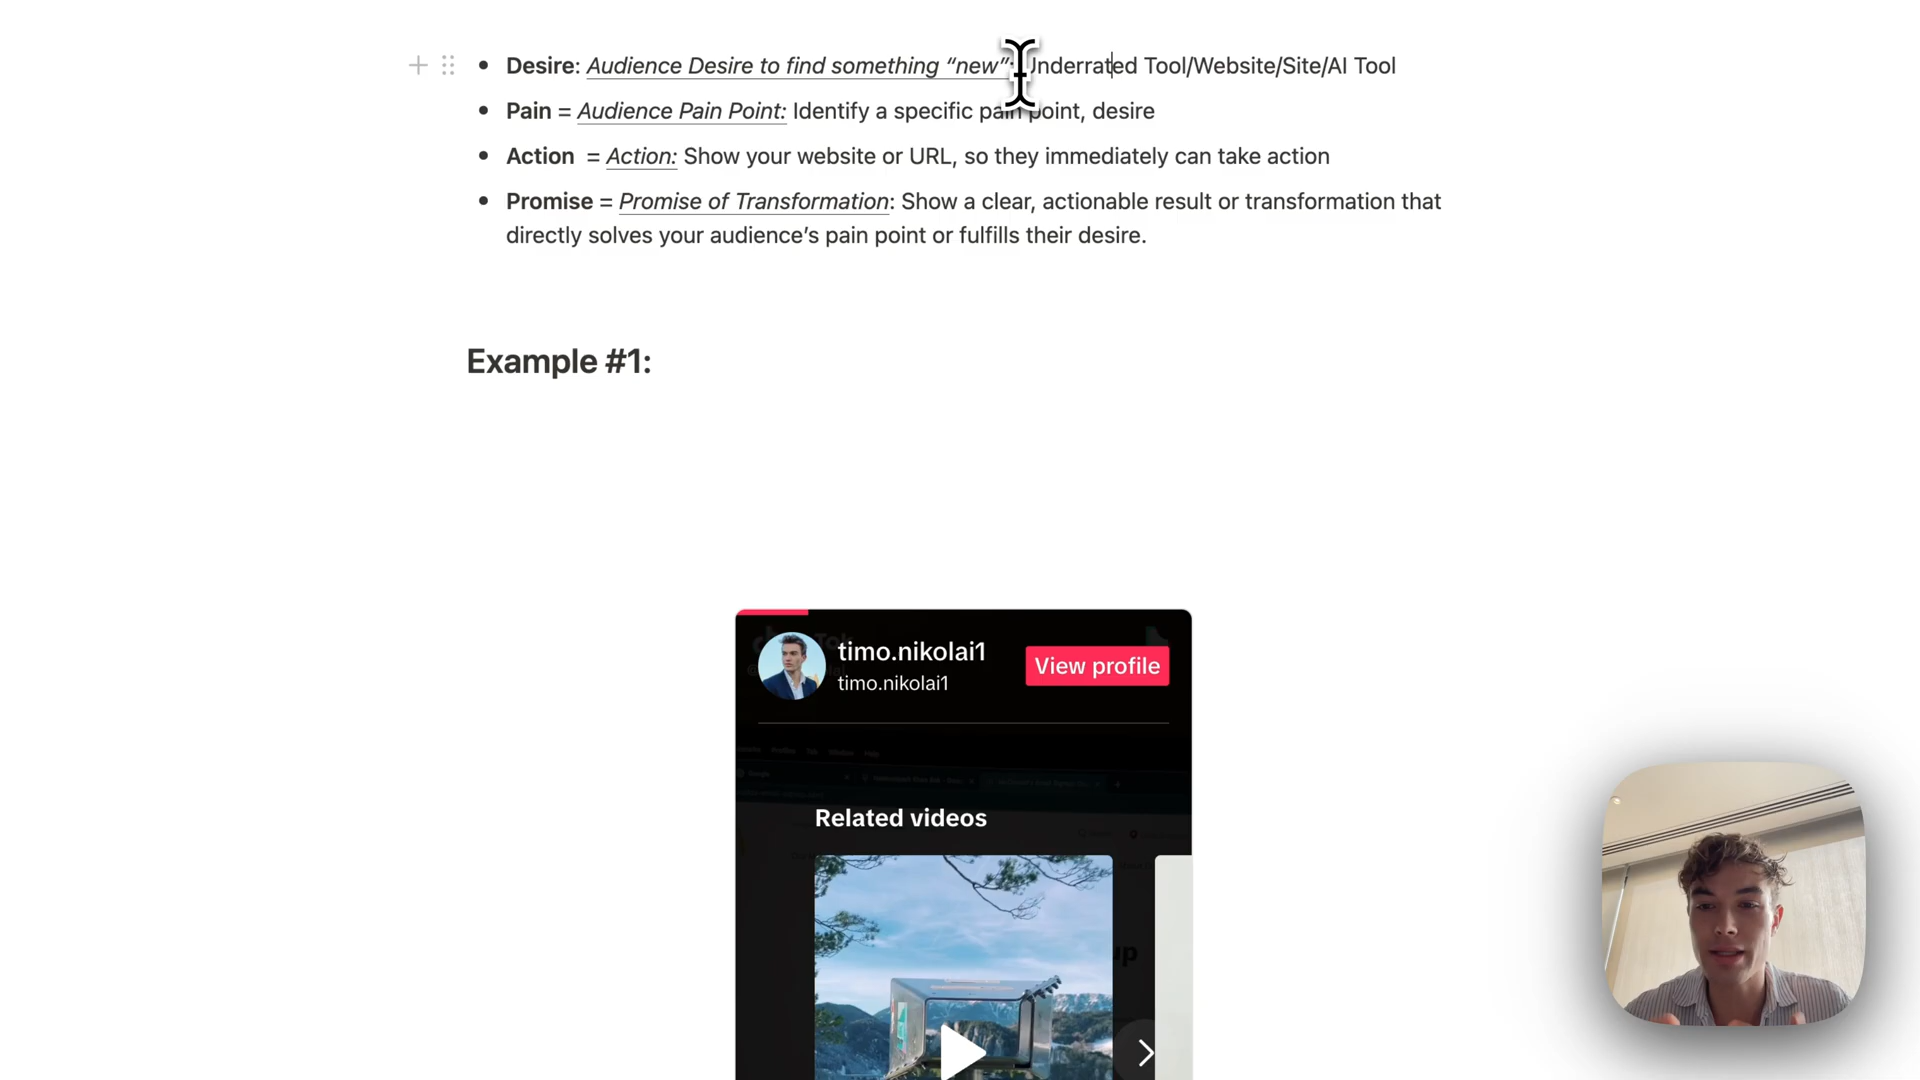 Desire: Audience Desire to find something “new”: Underrated Tool/Website/Site/AI Tool
Pain = Audience Pain Point: Identify a specific pain point, desire
Action = Action: Show your website or URL, so they immediately can take action
Promise = Promise of Transformation: Show a clear, actionable result or transformation that
directly solves your audience’s pain point or fulfills their desire.
Example #1:
timo.nikolai1
timo.nikolai1
View profile
Related videos